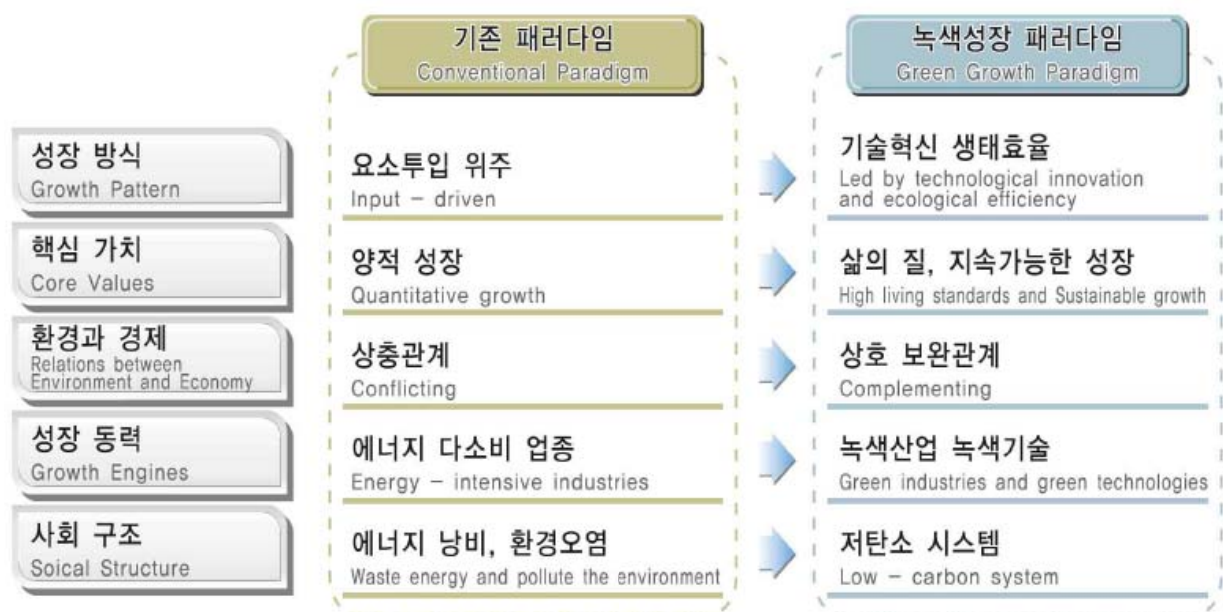 기존 패러다임
Conventional Paradigm
녹색성장 패러다임
Green Growth Paradigm
성장 방식
Growth Pattern
요소투입 위주
Input - driven
기술혁신 생태효율
Led by technological innovation
and ecological efficiency
핵심 가치
Core Values
양적 성장
Quantitative growth
삶의 질, 지속가능한 성장
High living standards and Sustainable growth
환경과 경제
Relations between
Environment and Economy
상충관계
Conflicting
상호 보완관계
Complementing
성장 동력
Growth Engines
에너지 다소비 업종
Energy - intensive industries
녹색산업 녹색기술
Green industries and green technologies
사회 구조
Soical Structure
에너지 낭비, 환경오염
Waste energy and pollute the environment
저탄소 시스템
Low - carbon system